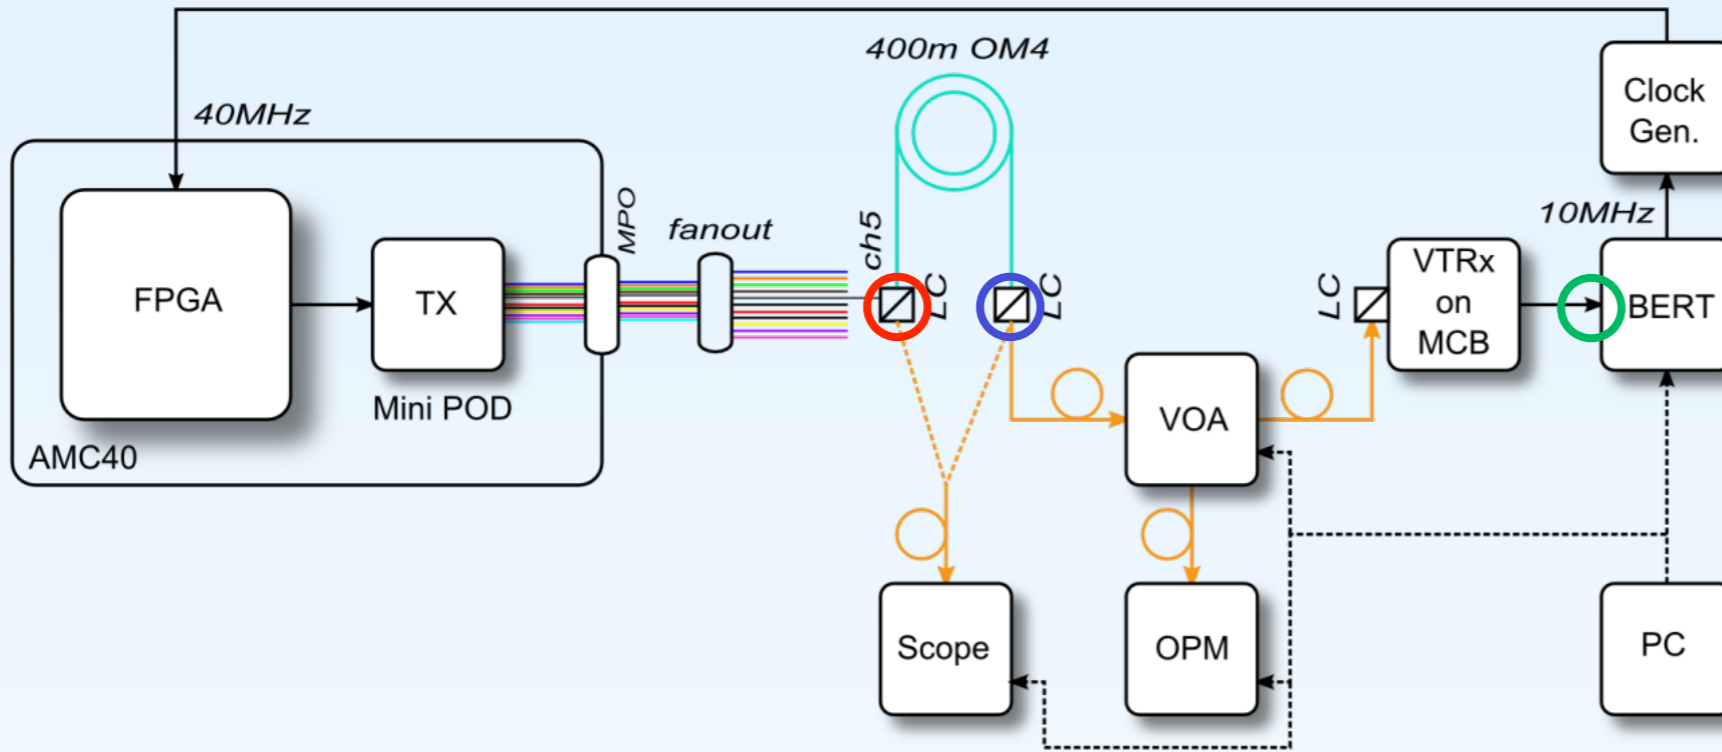 400m OM4
Clock
Gen.
40MHz
MPO
fanout
ch5
LC
LC
LC
10MHz
FPGA
TX
VTRx
on
MCB
BERT
Mini POD
AMC40
VOA
Scope
OPM
PC